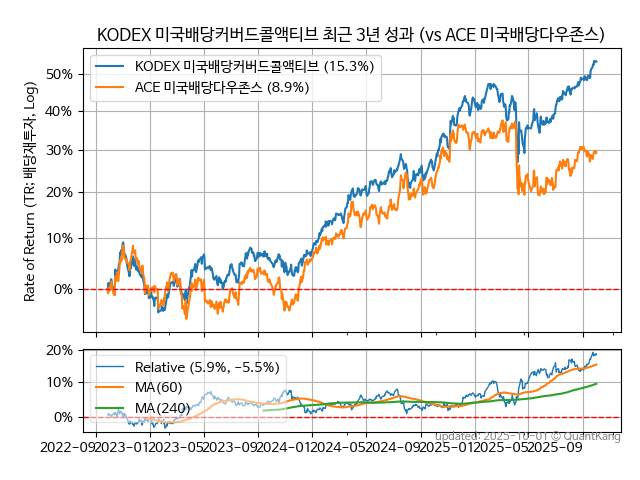 KODEX 미국배당커버드콜액티브 최근 3년 성과 (vs ACE 미국배당다우존스)
KODEX 미국배당커버드콜액티브 (15.3%)
ACE 미국배당다우존스 (8.9%)
50%
40%
30%
20%
10%
0%
Rate of Return (TR: 배당재투자, Log)
Relative (5.9%, -5.5%)
MA(60)
MA(240)
20%
10%
0%
2022-09
2023-01
2023-05
2023-09
2024-01
2024-05
2024-09
2025-01
2025-05
2025-09
updated: 2025-10-01 © QuantKang